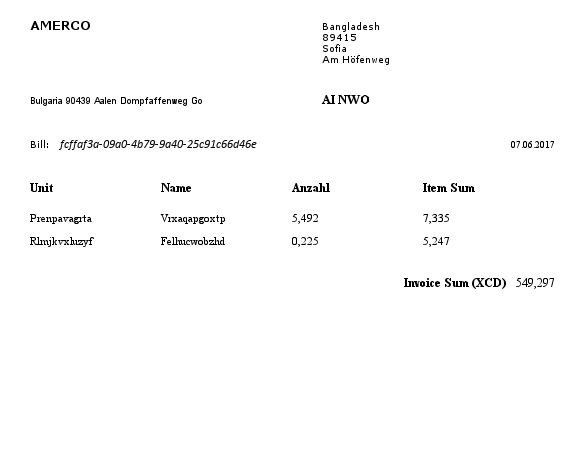 AMERCO
Bangladesh
89415
Sofia
Am Höfenweg
Bulgaria 90439 Aalen Dompfaffenweg Go
AI NWO
Bill: fcffaf3a-09a0-4b79-9a40-25c91c66d46e 07.06.2017
Unit Name Anzahl Item Sum
Prenpavagrta Vrxaqapgoxtp 5,492 7,335
Rlmjkvxluzyf Felhucwobzhd 0,225 5,247
Invoice Sum (XCD) 549,297